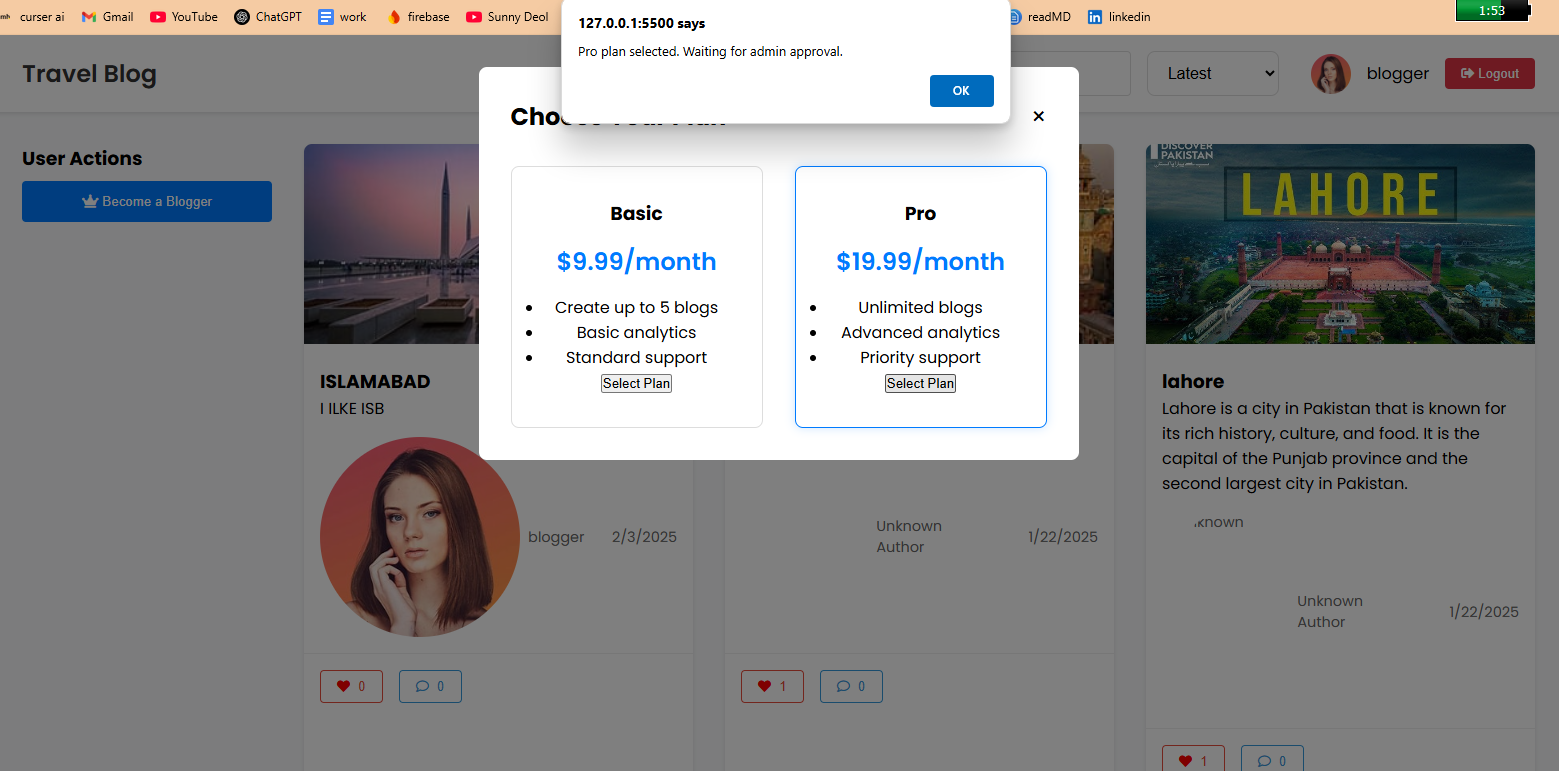 curser ai
Gmail
YouTube
ChatGPT
work
firebase
Sunny Deol
readMD
linkedin
1:53
127.0.0.1:5500 says
Pro plan selected. Waiting for admin approval.
OK
Travel Blog
Latest
blogger
Logout
User Actions
Become a Blogger
Choose Your Plan
×
Basic
$9.99/month
Create up to 5 blogs
Basic analytics
Standard support
Select Plan
Pro
$19.99/month
Unlimited blogs
Advanced analytics
Priority support
Select Plan
ISLAMABAD
I ILKE ISB
blogger
2/3/2025
0
0
Unknown
Author
1/22/2025
1
0
DISCOVER
PAKISTAN
LAHORE
lahore
Lahore is a city in Pakistan that is known for
its rich history, culture, and food. It is the
capital of the Punjab province and the
second largest city in Pakistan.
known
Unknown
Author
1/22/2025
1
0